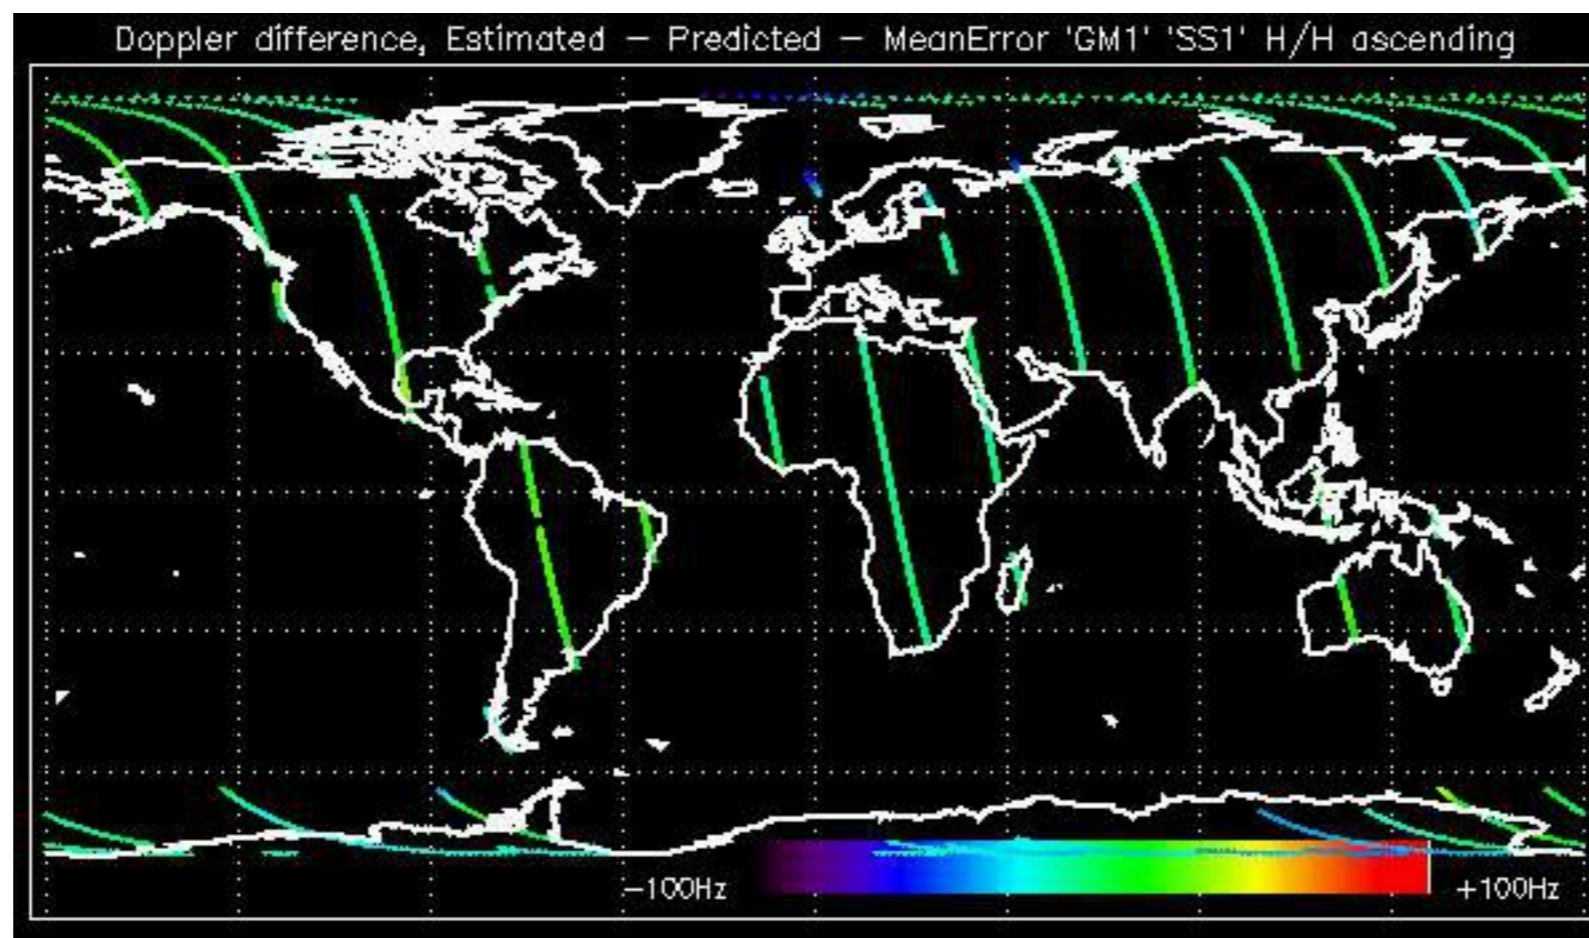 Doppler difference, Estimated − Predicted − MeanError 'GM1' 'SS1' H/H ascending
−100Hz
+100Hz